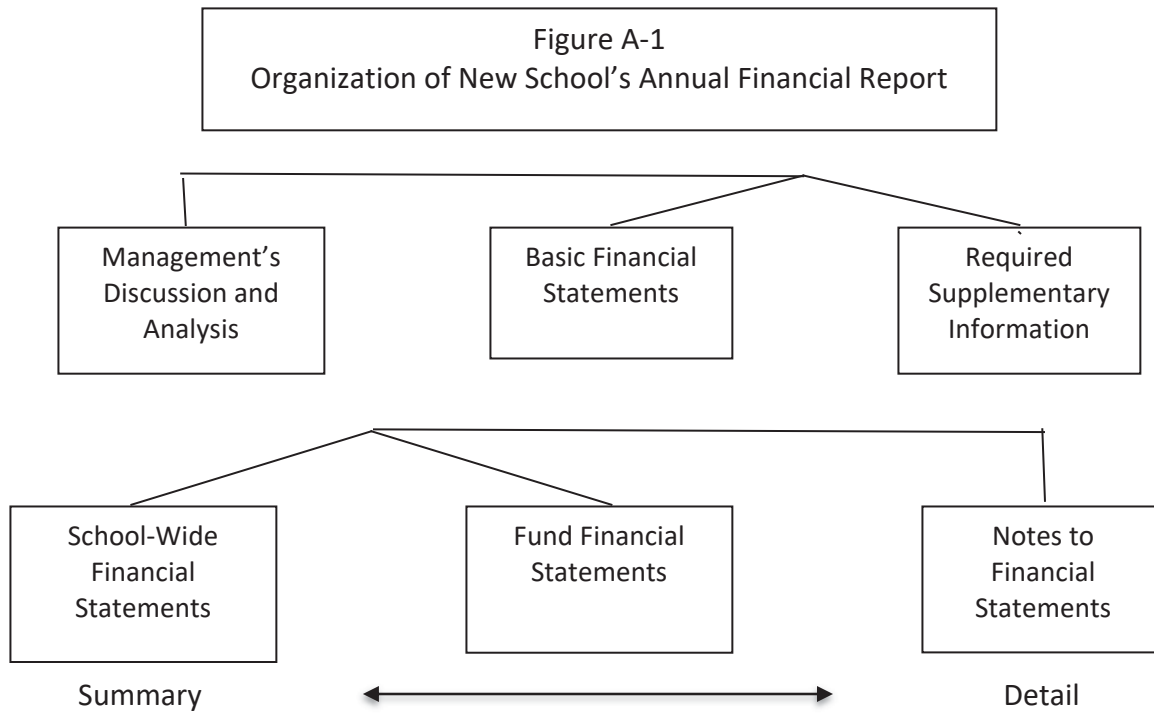 Figure A-1
Organization of New School’s Annual Financial Report
Management’s
Discussion and
Analysis
Basic Financial
Statements
Required
Supplementary
Information
School-Wide
Financial
Statements
Fund Financial
Statements
Notes to
Financial
Statements
Summary
Detail